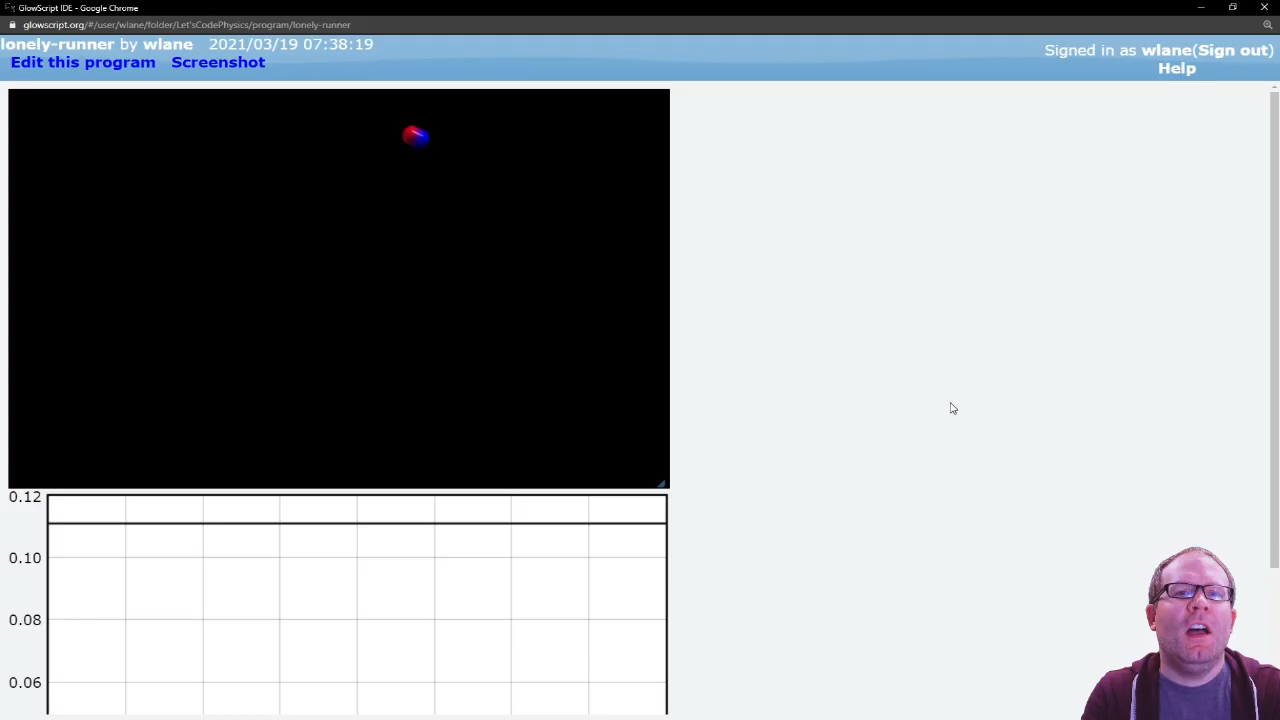 GlowScript IDE - Google Chrome
glowscript.org/#/user/wlane/folder/Let'sCodePhysics/program/lonely-runner
lonely-runner by wlane 2021/03/19 07:38:19
Signed in as wlane(Sign out)
Edit this program Screenshot
Help
0.12
0.10
0.08
0.06